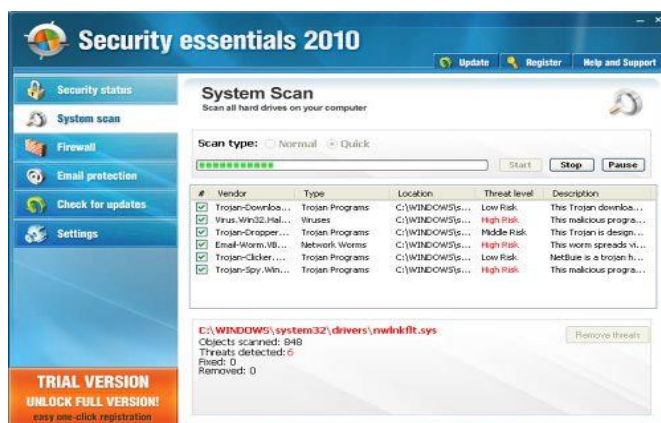 Security essentials 2010
Update Register Help and Support
Security status
System scan
Firewall
Email protection
Check for updates
Settings
TRIAL VERSION
UNLOCK FULL VERSION!
easy one-click registration
System Scan
Scan all hard drives on your computer
Scan type: Normal Quick
Start Stop Pause
# Vendor Type Location Threat level Description
Trojan-Downloa... Trojan Programs C:\WINDOWS\s... Low Risk This Trojan downloa...
Virus.Win32.Hal... Viruses C:\WINDOWS\s... High Risk This malicious progra...
Trojan-Dropper... Trojan Programs C:\WINDOWS\s... Middle Risk This Trojan is design...
Email-Worm.VB... Network Worms C:\WINDOWS\s... High Risk This worm spreads vi...
Trojan-Clicker.... Trojan Programs C:\WINDOWS\s... Low Risk NetBuie is a trojan h...
Trojan-Spy.Win... Trojan Programs C:\WINDOWS\s... High Risk This malicious progra...
C:\WINDOWS\system32\drivers\nwlnkflt.sys
Objects scanned: 848
Threats detected: 6
Fixed: 0
Removed: 0
Remove threats